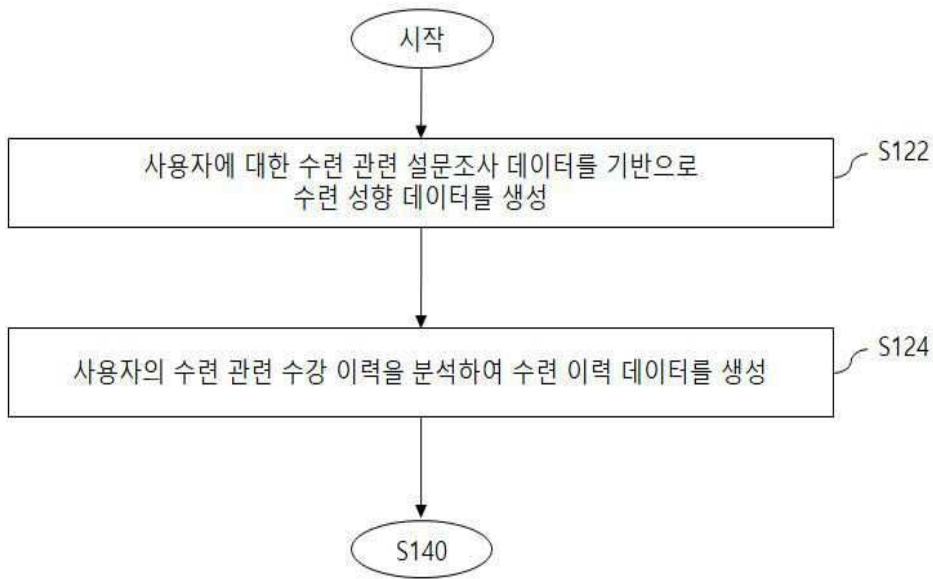 시작
사용자에 대한 수련 관련 설문조사 데이터를 기반으로
수련 성향 데이터를 생성
S122
사용자의 수련 관련 수강 이력을 분석하여 수련 이력 데이터를 생성
S124
S140